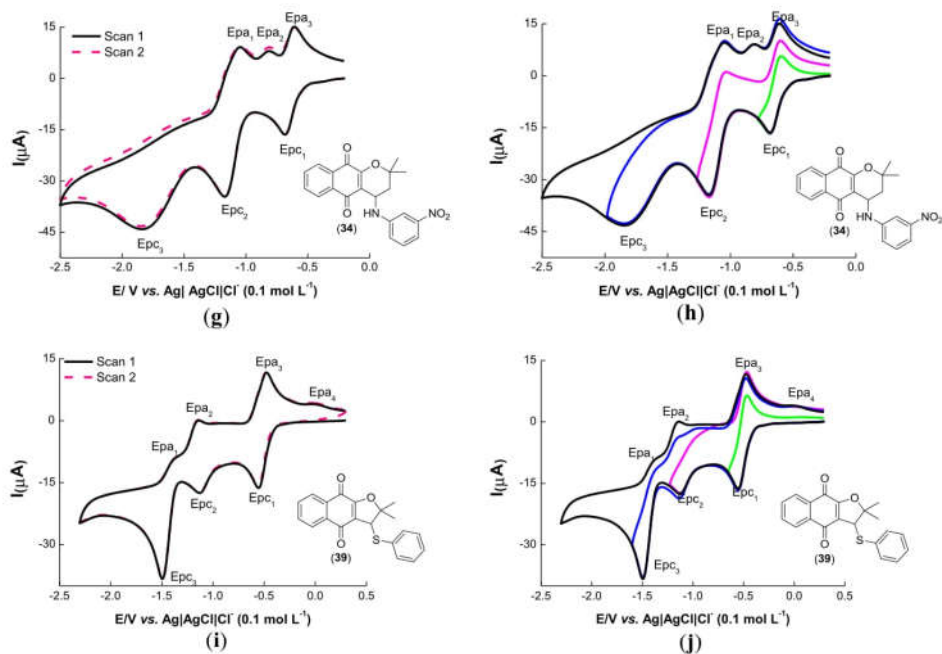 15
0
-15
-30
-45
I(µA)
Scan 1
Scan 2
Epa1
Epa2
Epa3
Epc1
Epc2
Epc3
O
O
O
HN
NO2
(34)
-2.5 -2.0 -1.5 -1.0 -0.5 0.0
E/ V vs. Ag| AgCl|Cl- (0.1 mol L-1)
(g)
15
0
-15
-30
-45
I(µA)
Epa1
Epa2
Epa3
Epc1
Epc2
Epc3
O
O
O
HN
NO2
(34)
-2.5 -2.0 -1.5 -1.0 -0.5 0.0
E/V vs. Ag|AgCl|Cl- (0.1 mol L-1)
(h)
15
0
-15
-30
I(µA)
Scan 1
Scan 2
Epa1
Epa2
Epa3
Epa4
Epc1
Epc2
Epc3
O
O
O
S
(39)
-2.5 -2.0 -1.5 -1.0 -0.5 0.0 0.5
E/V vs. Ag|AgCl|Cl- (0.1 mol L-1)
(i)
15
0
-15
-30
I(µA)
Epa1
Epa2
Epa3
Epa4
Epc1
Epc2
Epc3
O
O
O
S
(39)
-2.5 -2.0 -1.5 -1.0 -0.5 0.0 0.5
E/V vs. Ag|AgCl|Cl- (0.1 mol L-1)
(j)